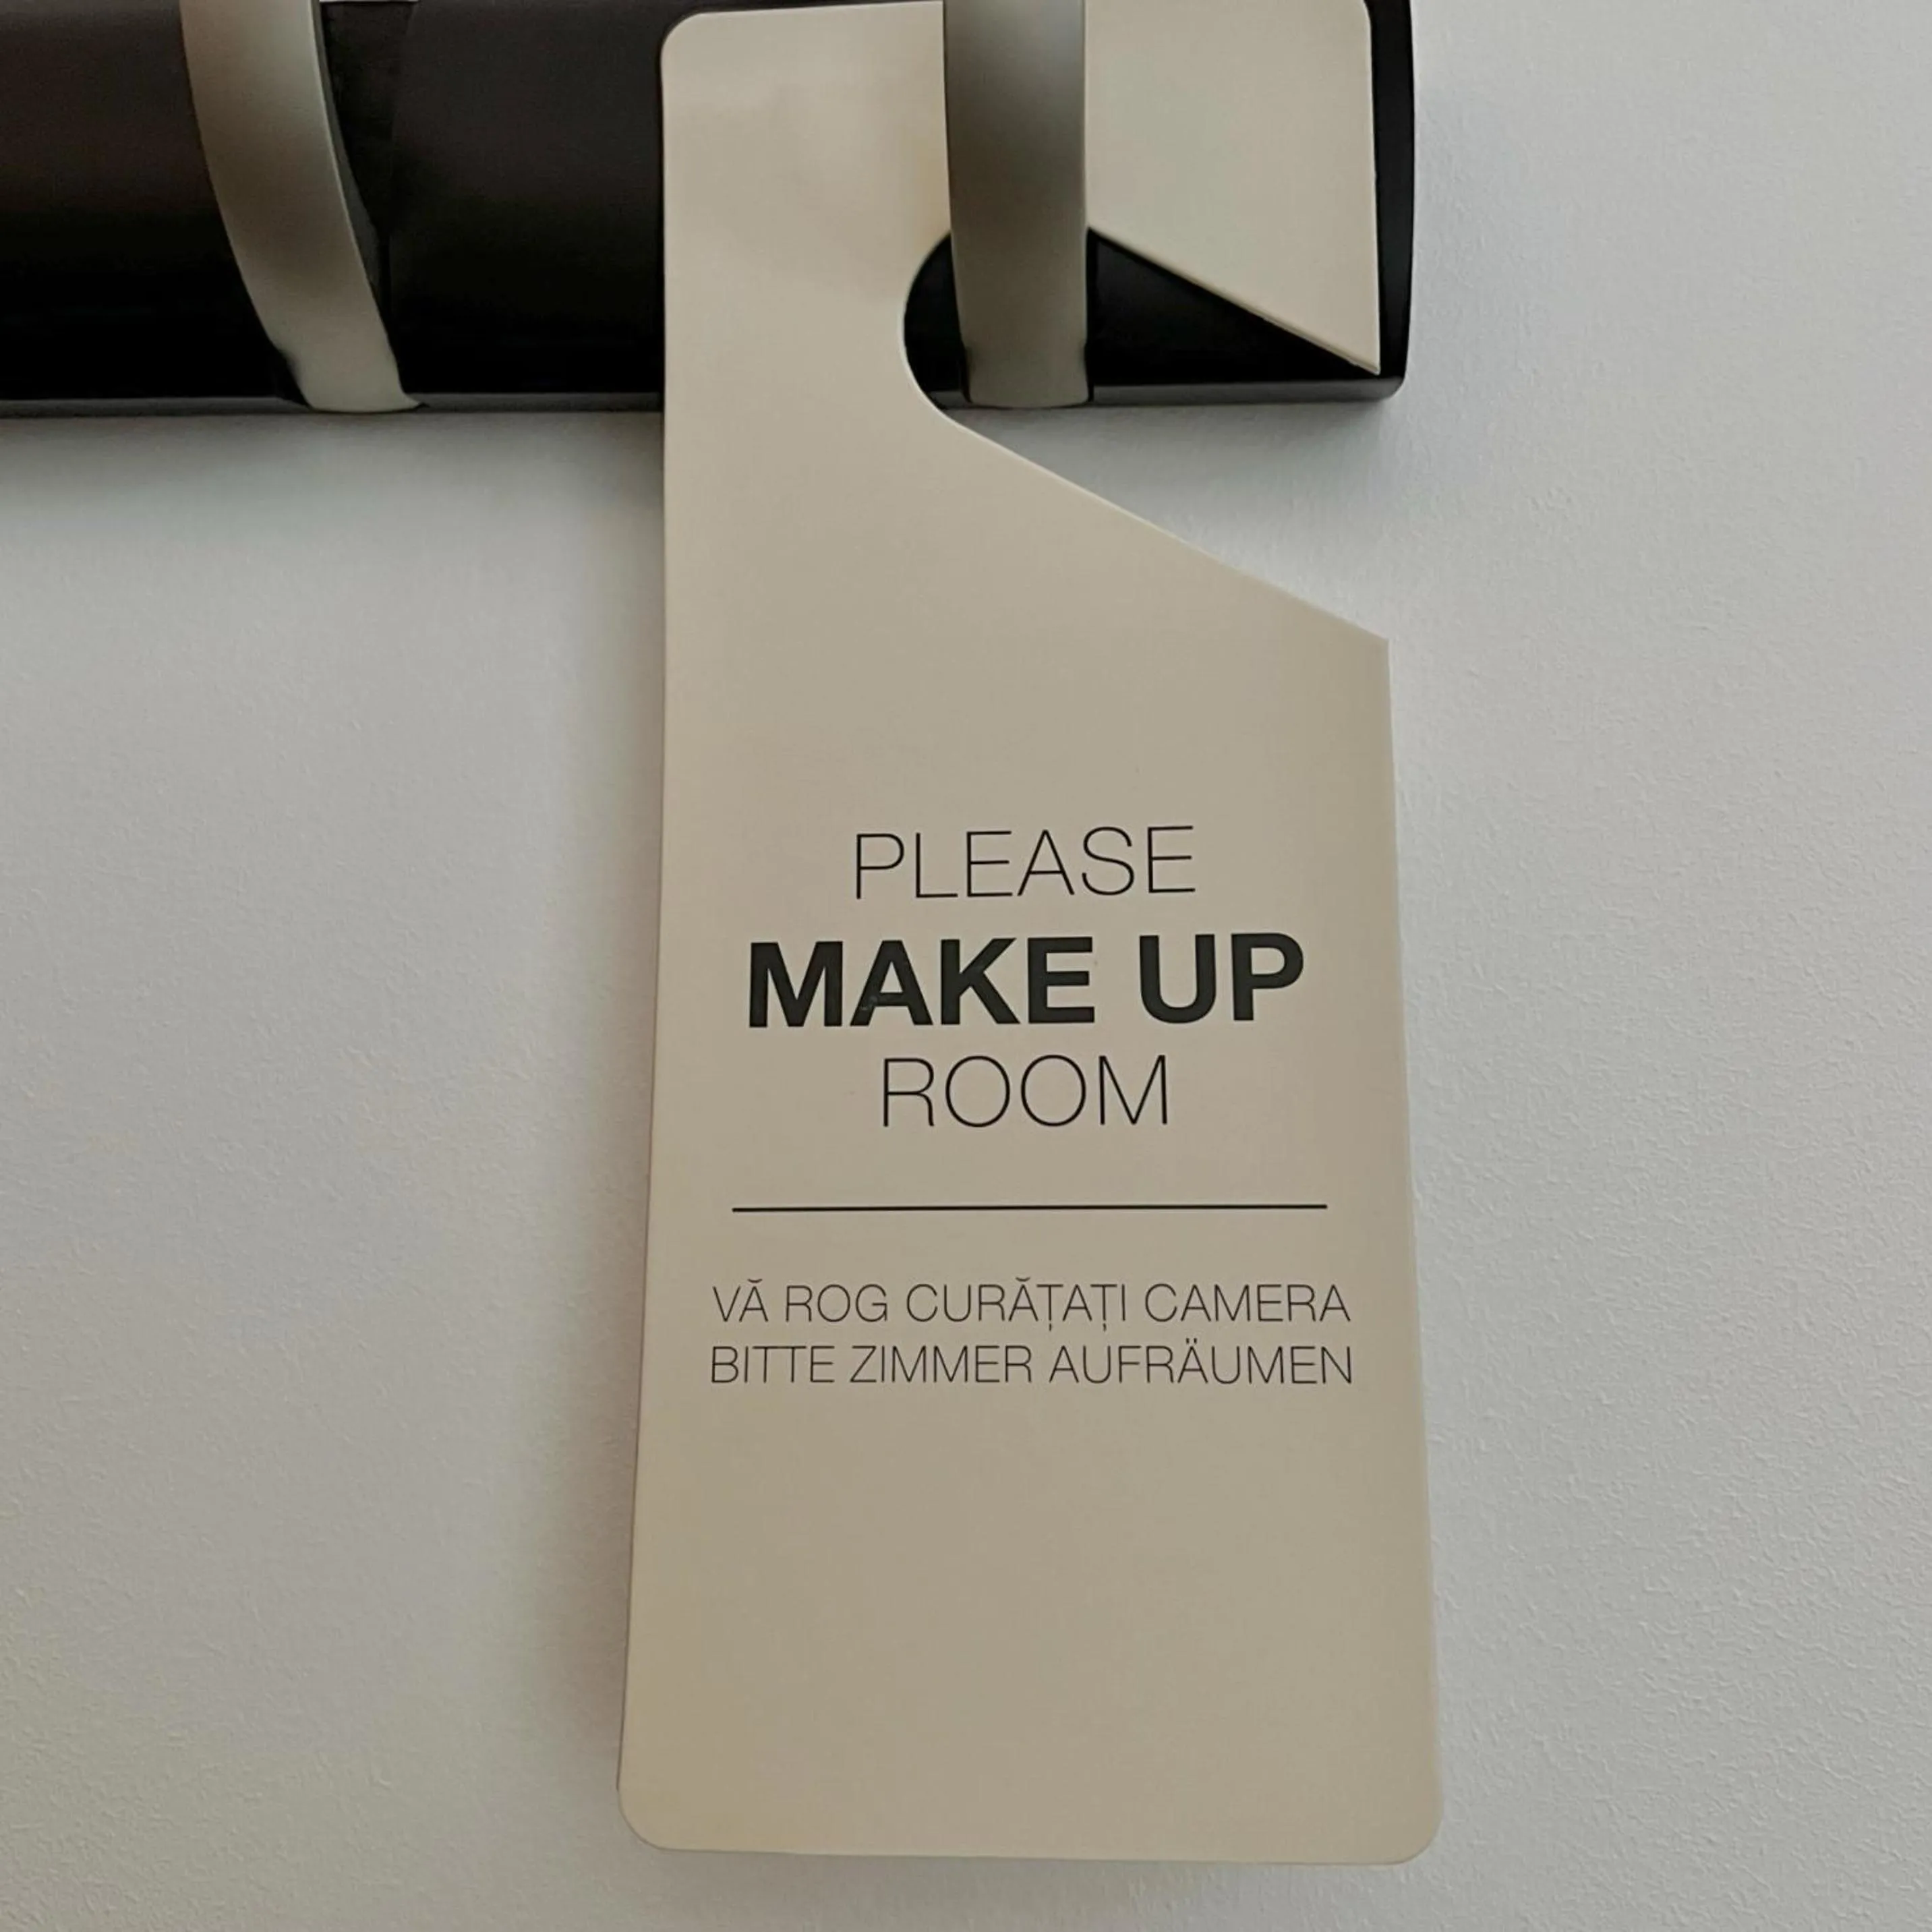 PLEASE
MAKE UP
ROOM
VĂ ROG CURĂȚAȚI CAMERA
BITTE ZIMMER AUFRÄUMEN